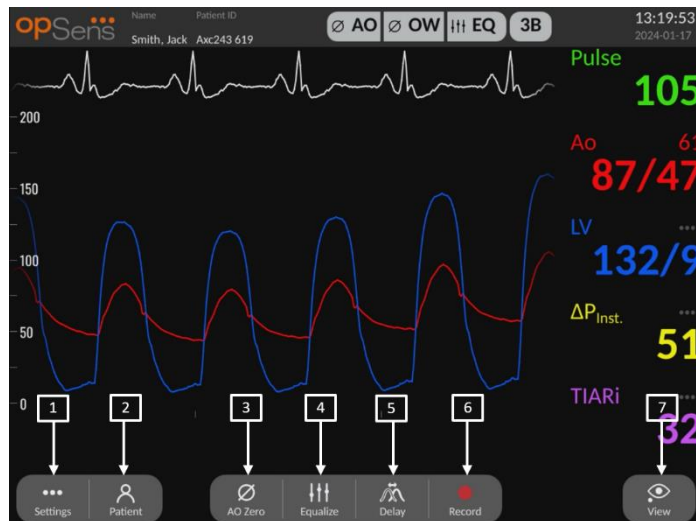 opSens
Name
Patient ID
Smith, Jack
Axc243 619
AO
OW
EQ
3B
13:19:53
2024-01-17
Pulse
105
Ao
61
87/47
LV
132/9
ΔPInst.
51
TIARi
32
200
150
100
50
0
1
2
3
4
5
6
7
Settings
Patient
AO Zero
Equalize
Delay
Record
View